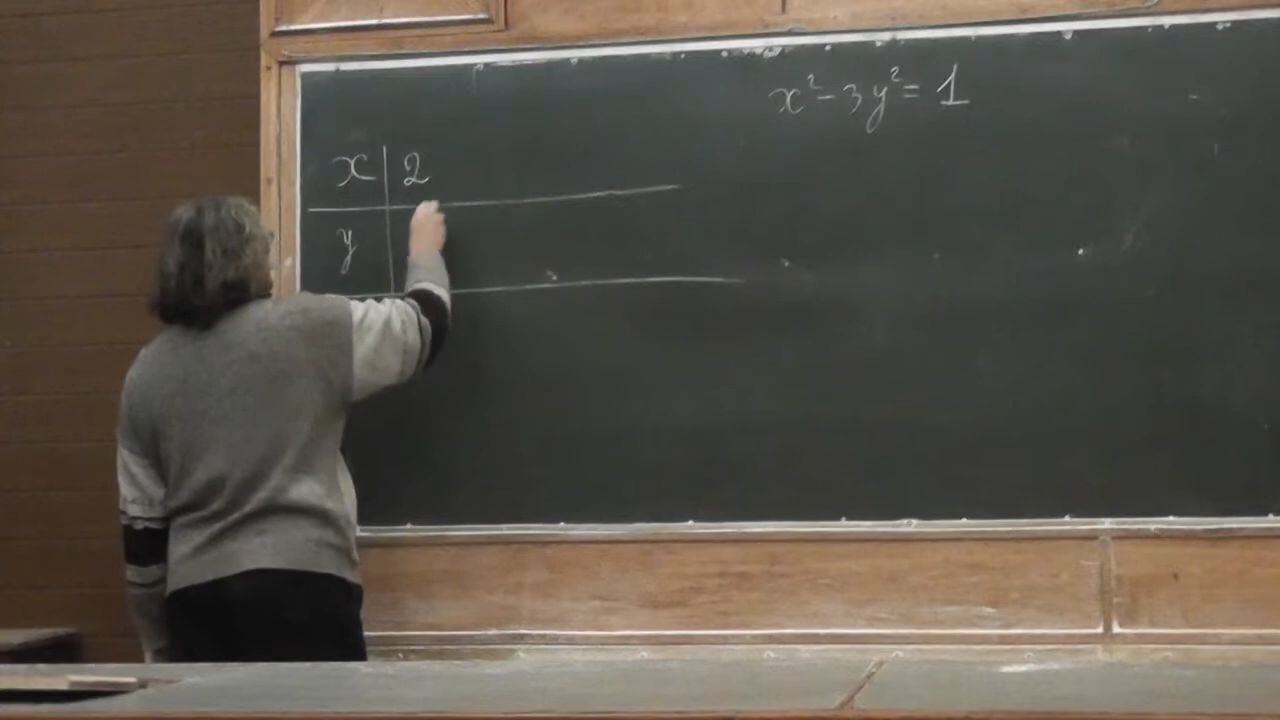 x² - 3y² = 1
x | 2
y |